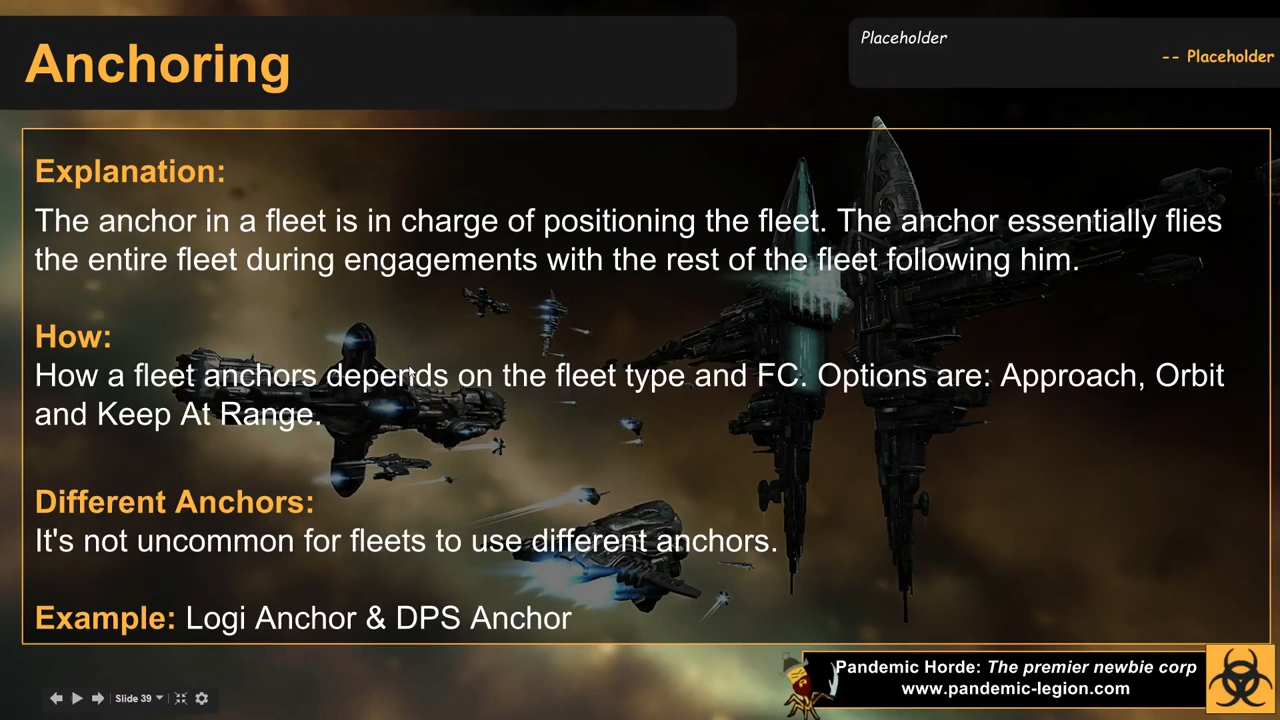 Anchoring
Placeholder
-- Placeholder
Explanation:
The anchor in a fleet is in charge of positioning the fleet. The anchor essentially flies
the entire fleet during engagements with the rest of the fleet following him.
How:
How a fleet anchors depends on the fleet type and FC. Options are: Approach, Orbit
and Keep At Range.
Different Anchors:
It's not uncommon for fleets to use different anchors.
Example: Logi Anchor & DPS Anchor
Pandemic Horde: The premier newbie corp
www.pandemic-legion.com
Slide 39